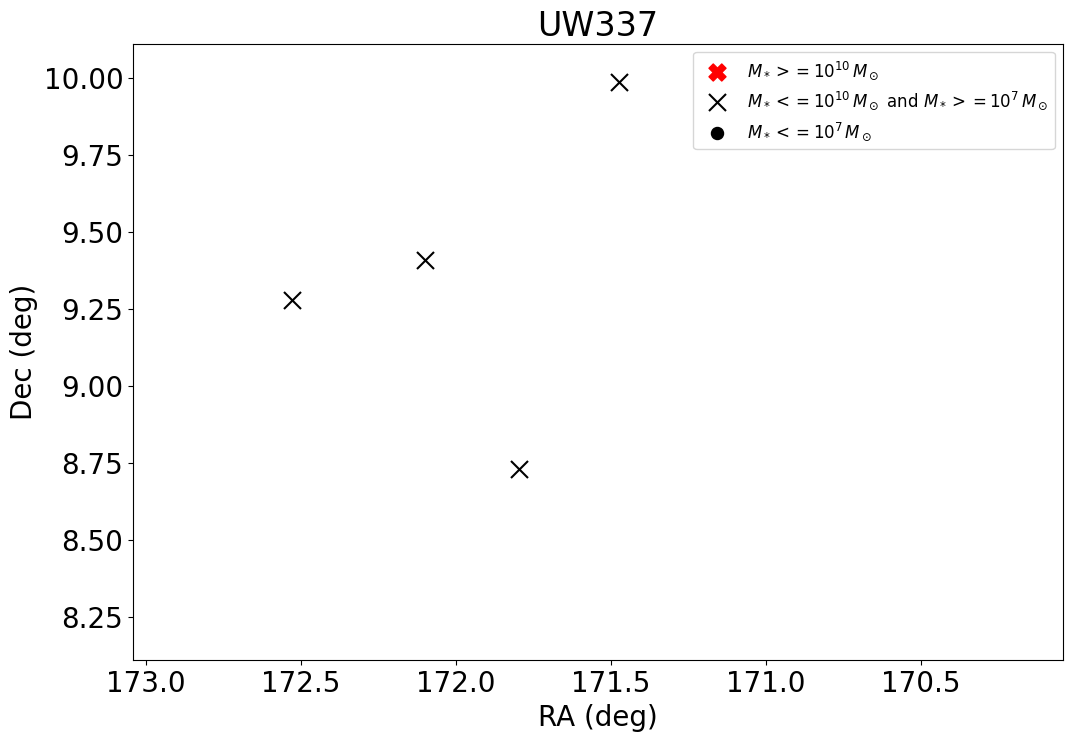 UW337
M* >= 10^10 M⊙
M* <= 10^10 M⊙ and M* >= 10^7 M⊙
M* <= 10^7 M⊙
10.00
9.75
9.50
9.25
9.00
8.75
8.50
8.25
Dec (deg)
173.0 172.5 172.0 171.5 171.0 170.5
RA (deg)